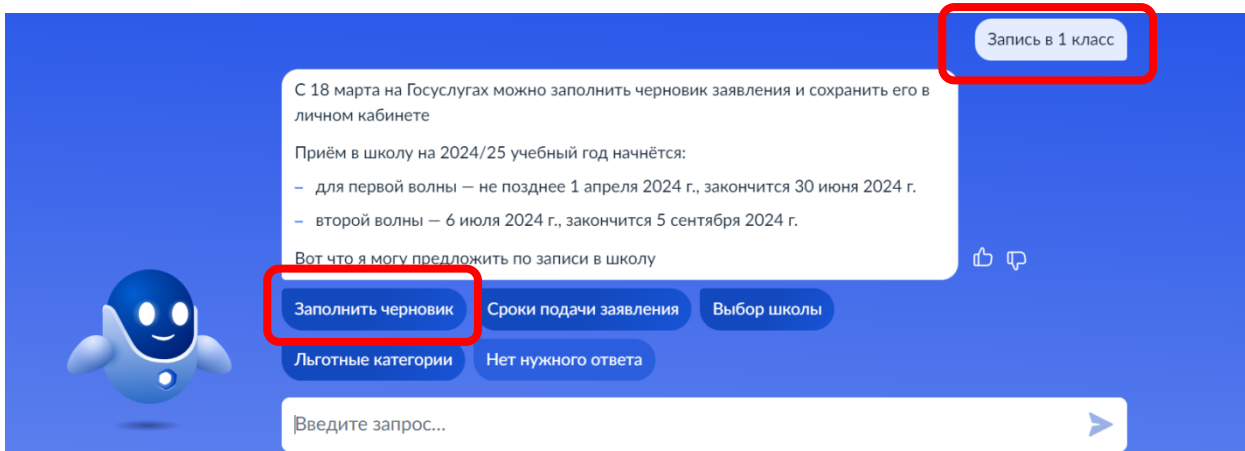 Запись в 1 класс
С 18 марта на Госуслугах можно заполнить черновик заявления и сохранить его в
личном кабинете
Приём в школу на 2024/25 учебный год начнётся:
– для первой волны — не позднее 1 апреля 2024 г., закончится 30 июня 2024 г.
– второй волны — 6 июля 2024 г., закончится 5 сентября 2024 г.
Вот что я могу предложить по записи в школу
Заполнить черновик Сроки подачи заявления Выбор школы
Льготные категории Нет нужного ответа
Введите запрос...